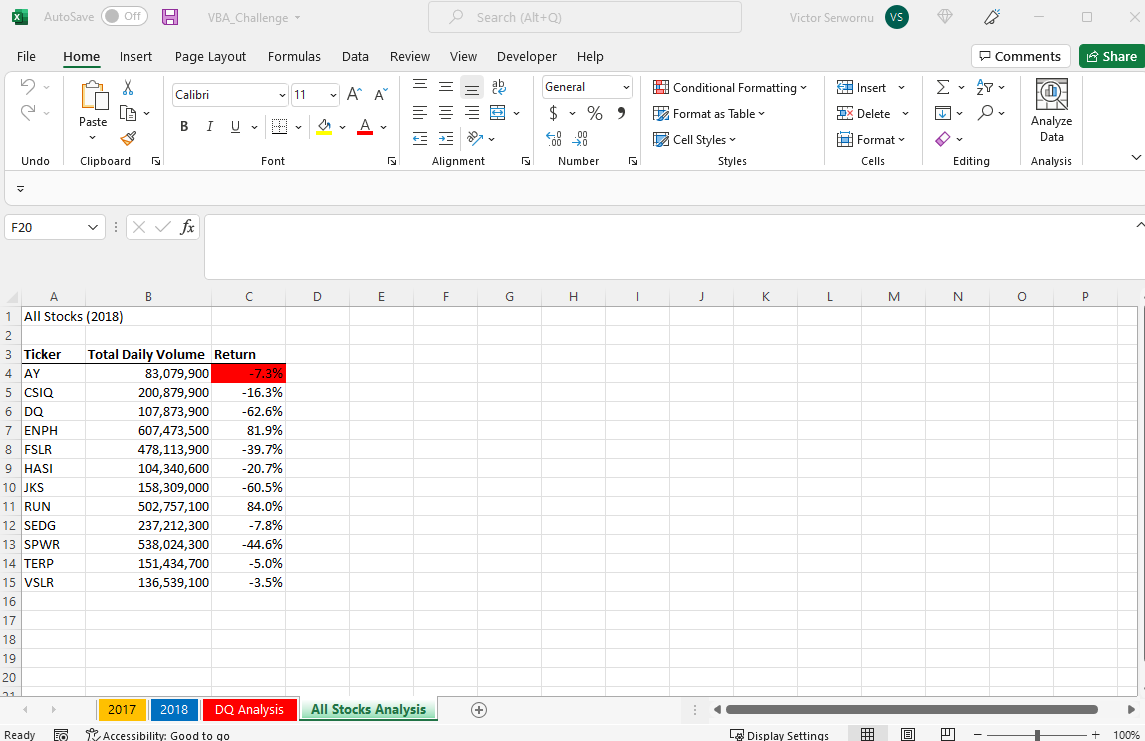 AutoSave Off VBA_Challenge Search (Alt+Q) Victor Serwornu VS
File Home Insert Page Layout Formulas Data Review View Developer Help Comments Share
Calibri 11 A A ab General Conditional Formatting Insert Σ
Paste B I U A $ % Format as Table Delete Analyze Data
Cell Styles Format
Undo Clipboard Font Alignment Number Styles Cells Editing Analysis
F20 fx
A B C D E F G H I J K L M N O P
1 All Stocks (2018)
2
3 Ticker Total Daily Volume Return
4 AY 83,079,900 -7.3%
5 CSIQ 200,879,900 -16.3%
6 DQ 107,873,900 -62.6%
7 ENPH 607,473,500 81.9%
8 FSLR 478,113,900 -39.7%
9 HASI 104,340,600 -20.7%
10 JKS 158,309,000 -60.5%
11 RUN 502,757,100 84.0%
12 SEDG 237,212,300 -7.8%
13 SPWR 538,024,300 -44.6%
14 TERP 151,434,700 -5.0%
15 VSLR 136,539,100 -3.5%
16
17
18
19
20
21
2017 2018 DQ Analysis All Stocks Analysis
Ready Accessibility: Good to go Display Settings 100%